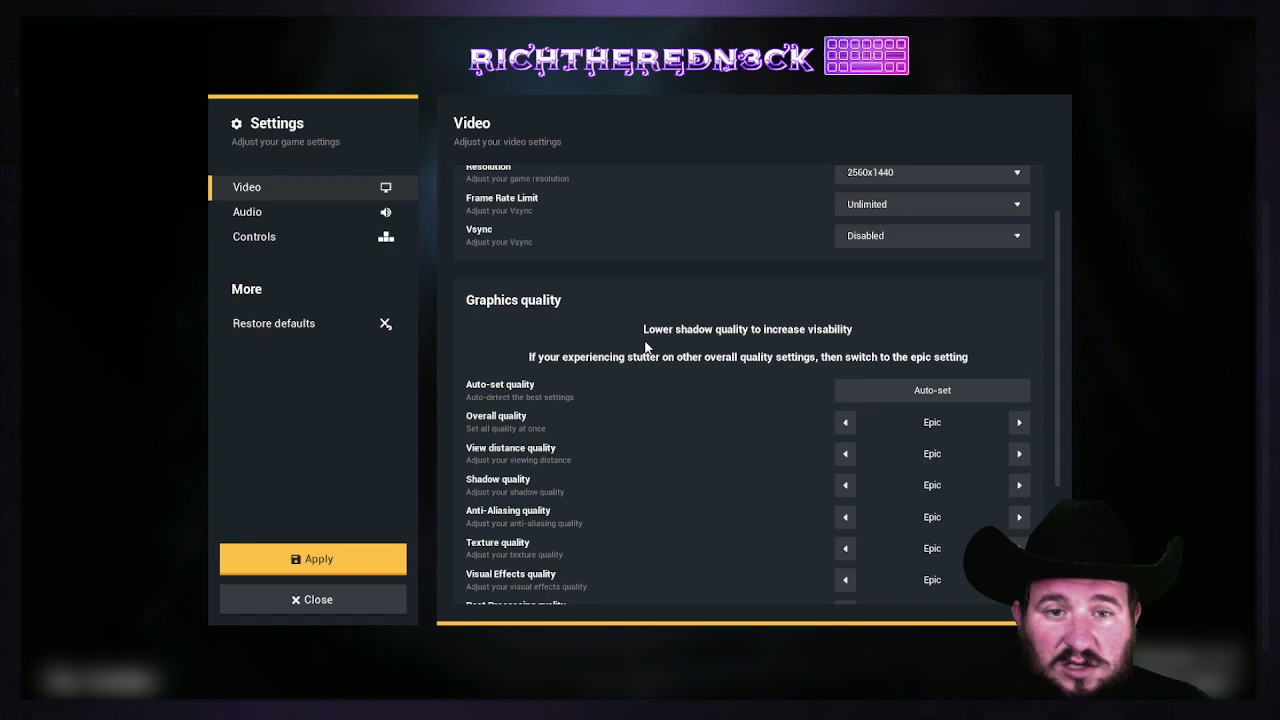 RICHTHEREDN3CK
Settings
Adjust your game settings
Video
Audio
Controls
More
Restore defaults
Apply
Close
Video
Adjust your video settings
Resolution
Adjust your game resolution
2560x1440
Frame Rate Limit
Adjust your Vsync
Unlimited
Vsync
Adjust your Vsync
Disabled
Graphics quality
Lower shadow quality to increase visability
If your experiencing stutter on other overall quality settings, then switch to the epic setting
Auto-set quality
Auto-detect the best settings
Auto-set
Overall quality
Set all quality at once
Epic
View distance quality
Adjust your viewing distance
Epic
Shadow quality
Adjust your shadow quality
Epic
Anti-Aliasing quality
Adjust your anti-aliasing quality
Epic
Texture quality
Adjust your texture quality
Epic
Visual Effects quality
Adjust your visual effects quality
Epic
Post Processing quality